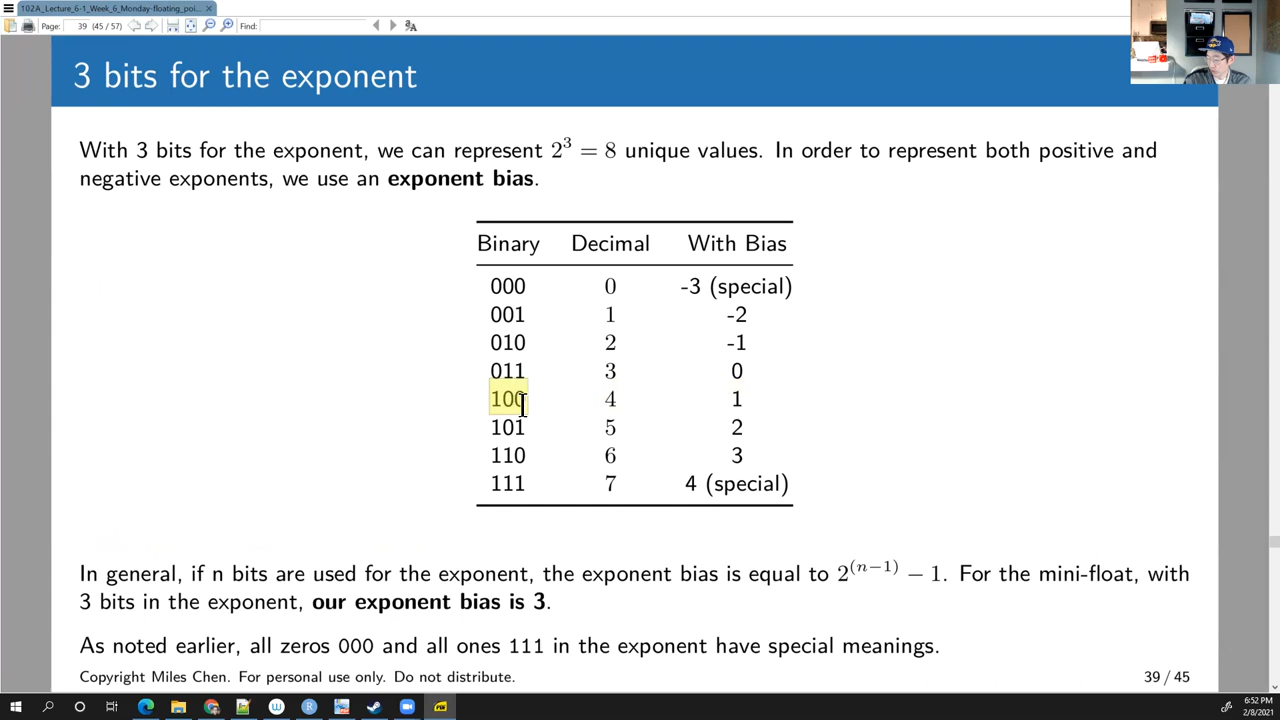 102A_Lecture_6-1_Week_6_Monday-floating_poi...
Page: 39 (45 / 57) Find:
3 bits for the exponent
With 3 bits for the exponent, we can represent 2³ = 8 unique values. In order to represent both positive and
negative exponents, we use an exponent bias.
Binary Decimal With Bias
000 0 -3 (special)
001 1 -2
010 2 -1
011 3 0
100 4 1
101 5 2
110 6 3
111 7 4 (special)
In general, if n bits are used for the exponent, the exponent bias is equal to 2⁽ⁿ⁻¹⁾ − 1. For the mini-float, with
3 bits in the exponent, our exponent bias is 3.
As noted earlier, all zeros 000 and all ones 111 in the exponent have special meanings.
Copyright Miles Chen. For personal use only. Do not distribute. 39 / 45
6:52 PM
2/8/2021